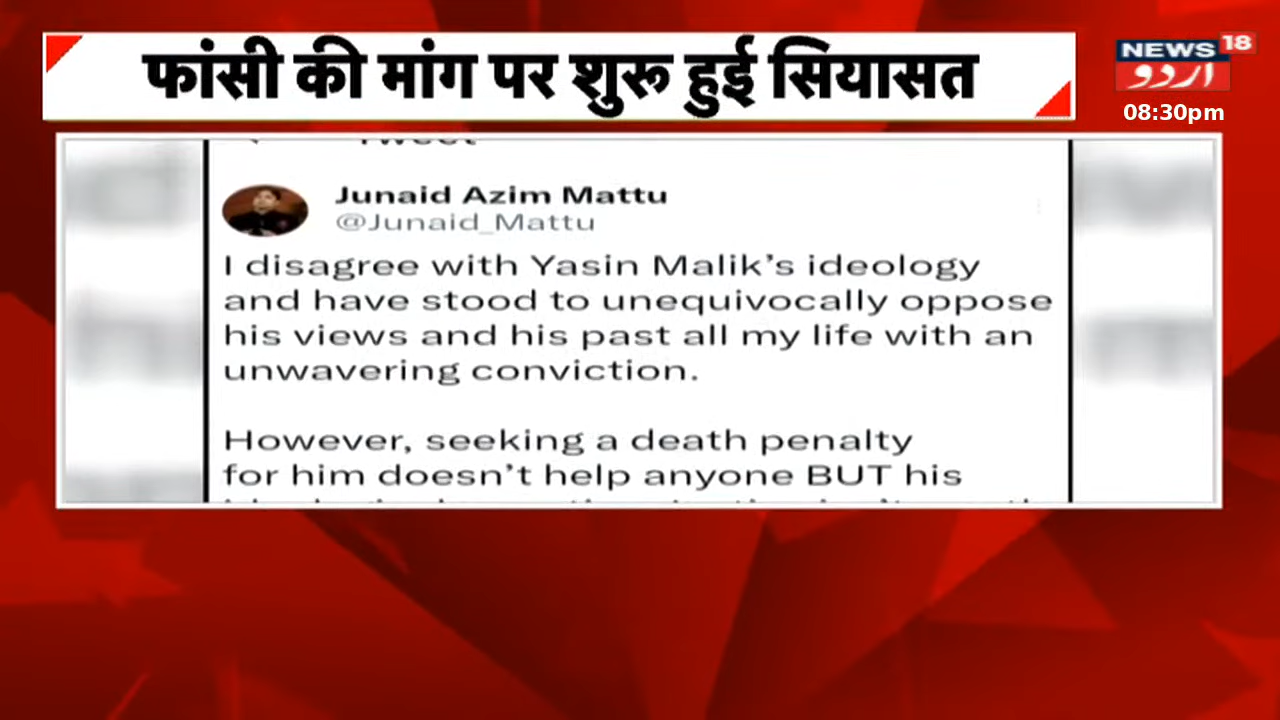 फांसी की मांग पर शुरू हुई सियासत
NEWS 18
اردو
08:30pm
Tweet
Junaid Azim Mattu
@Junaid_Mattu
I disagree with Yasin Malik’s ideology
and have stood to unequivocally oppose
his views and his past all my life with an
unwavering conviction.
However, seeking a death penalty
for him doesn’t help anyone BUT his